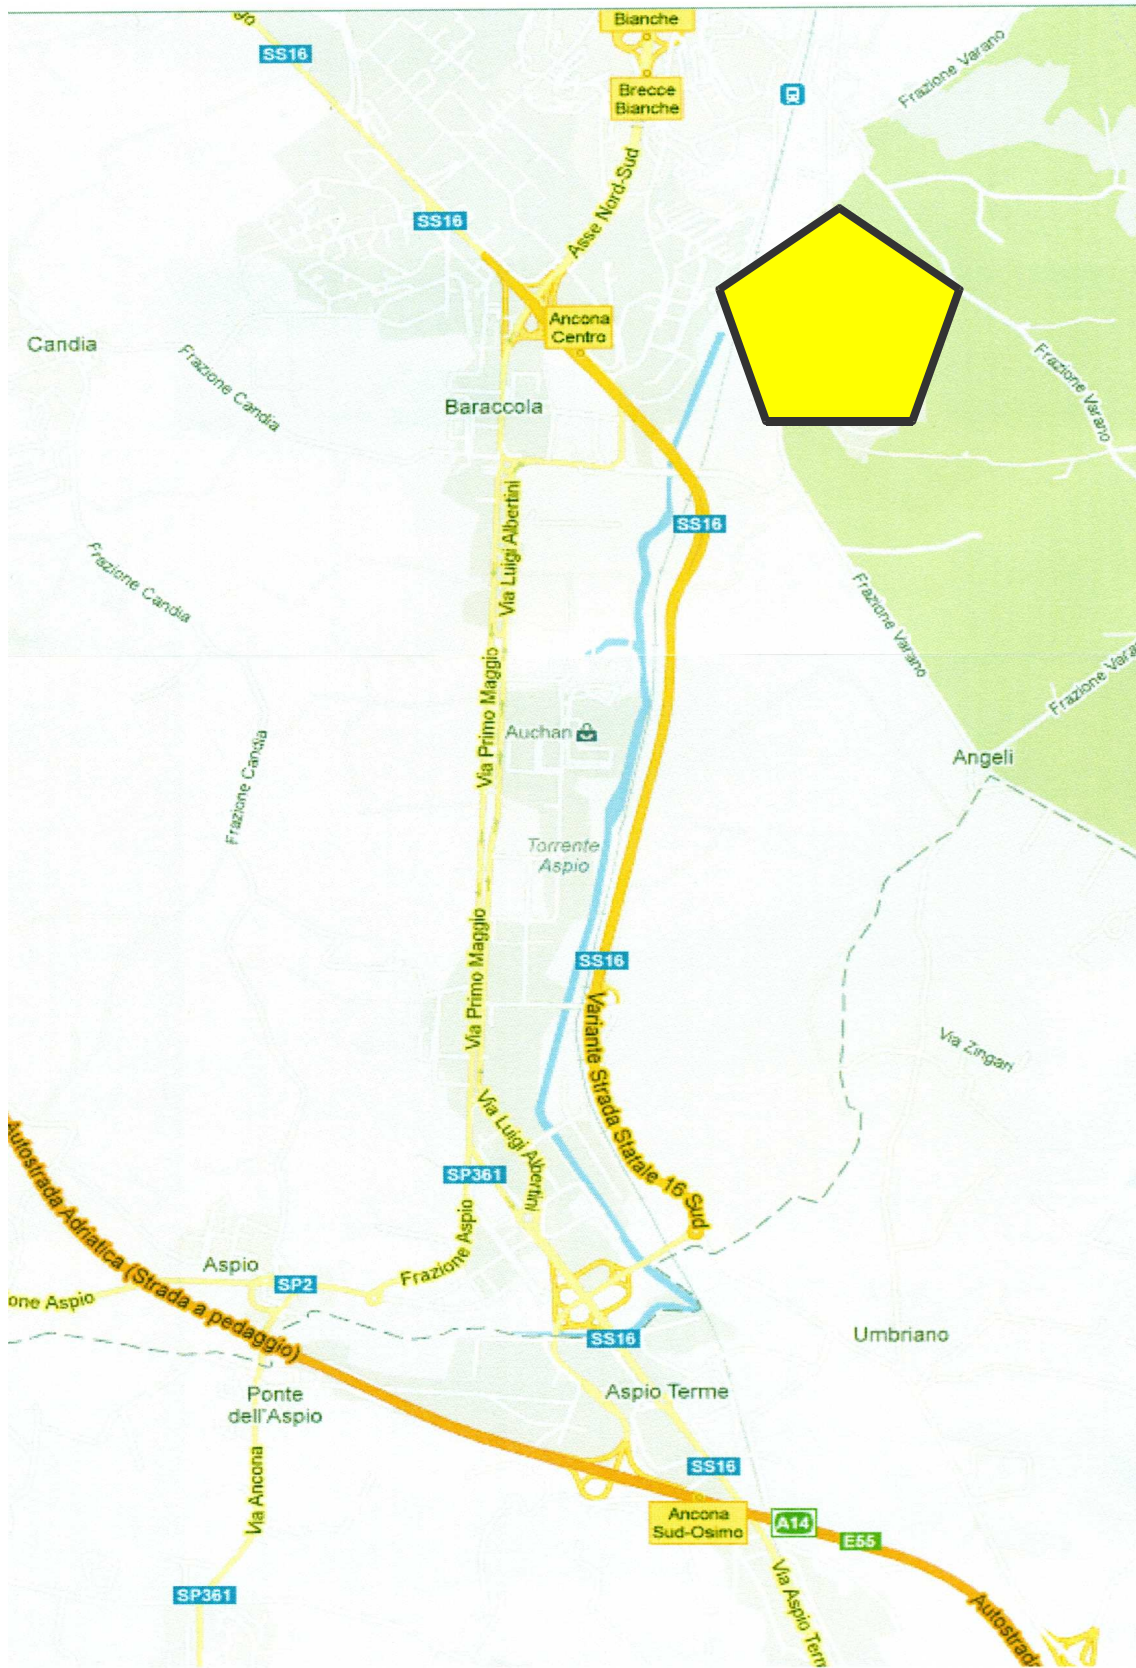 go
SS16
Bianche
Brecce
Bianche
Frazione Varano
Asse Nord-Sud
SS16
Ancona
Centro
Candia
Frazione Candia
Baraccola
Frazione Varano
Via Luigi Albertini
SS16
Frazione Candia
Frazione Varano
Via Primo Maggio
Frazione Vara
Auchan
Angeli
Frazione Candia
Torrente
Aspio
Via Primo Maggio
SS16
Variante Strada Statale 16 Sud
Via Zingari
Via Luigi Albertini
Autostrada Adriatica (Strada a pedaggio)
SP361
Frazione Aspio
Aspio
SP2
one Aspio
SS16
Umbriano
Ponte
dell'Aspio
Aspio Terme
Via Ancona
SS16
Ancona
Sud-Osimo
A14
E55
SP361
Via Aspio Term
Autostrada